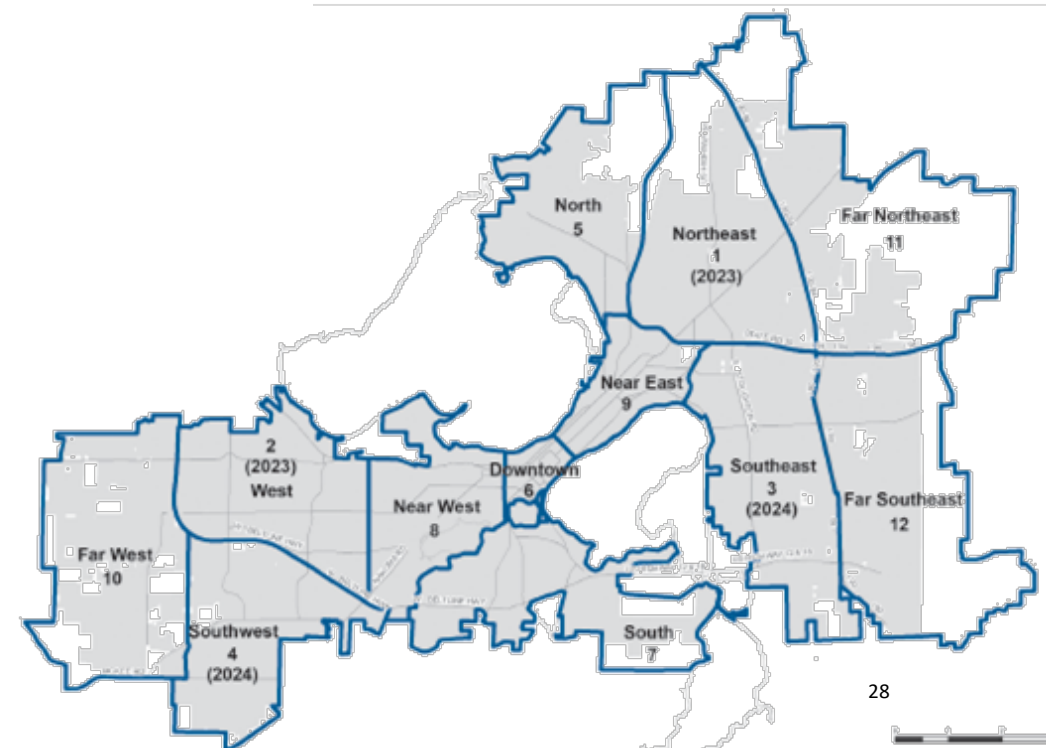 North
5
Northeast
1
(2023)
Far Northeast
11
Near East
9
2
(2023)
West
Downtown
6
Near West
8
Southeast
3
(2024)
Far Southeast
12
Far West
10
Southwest
4
(2024)
South
7
28